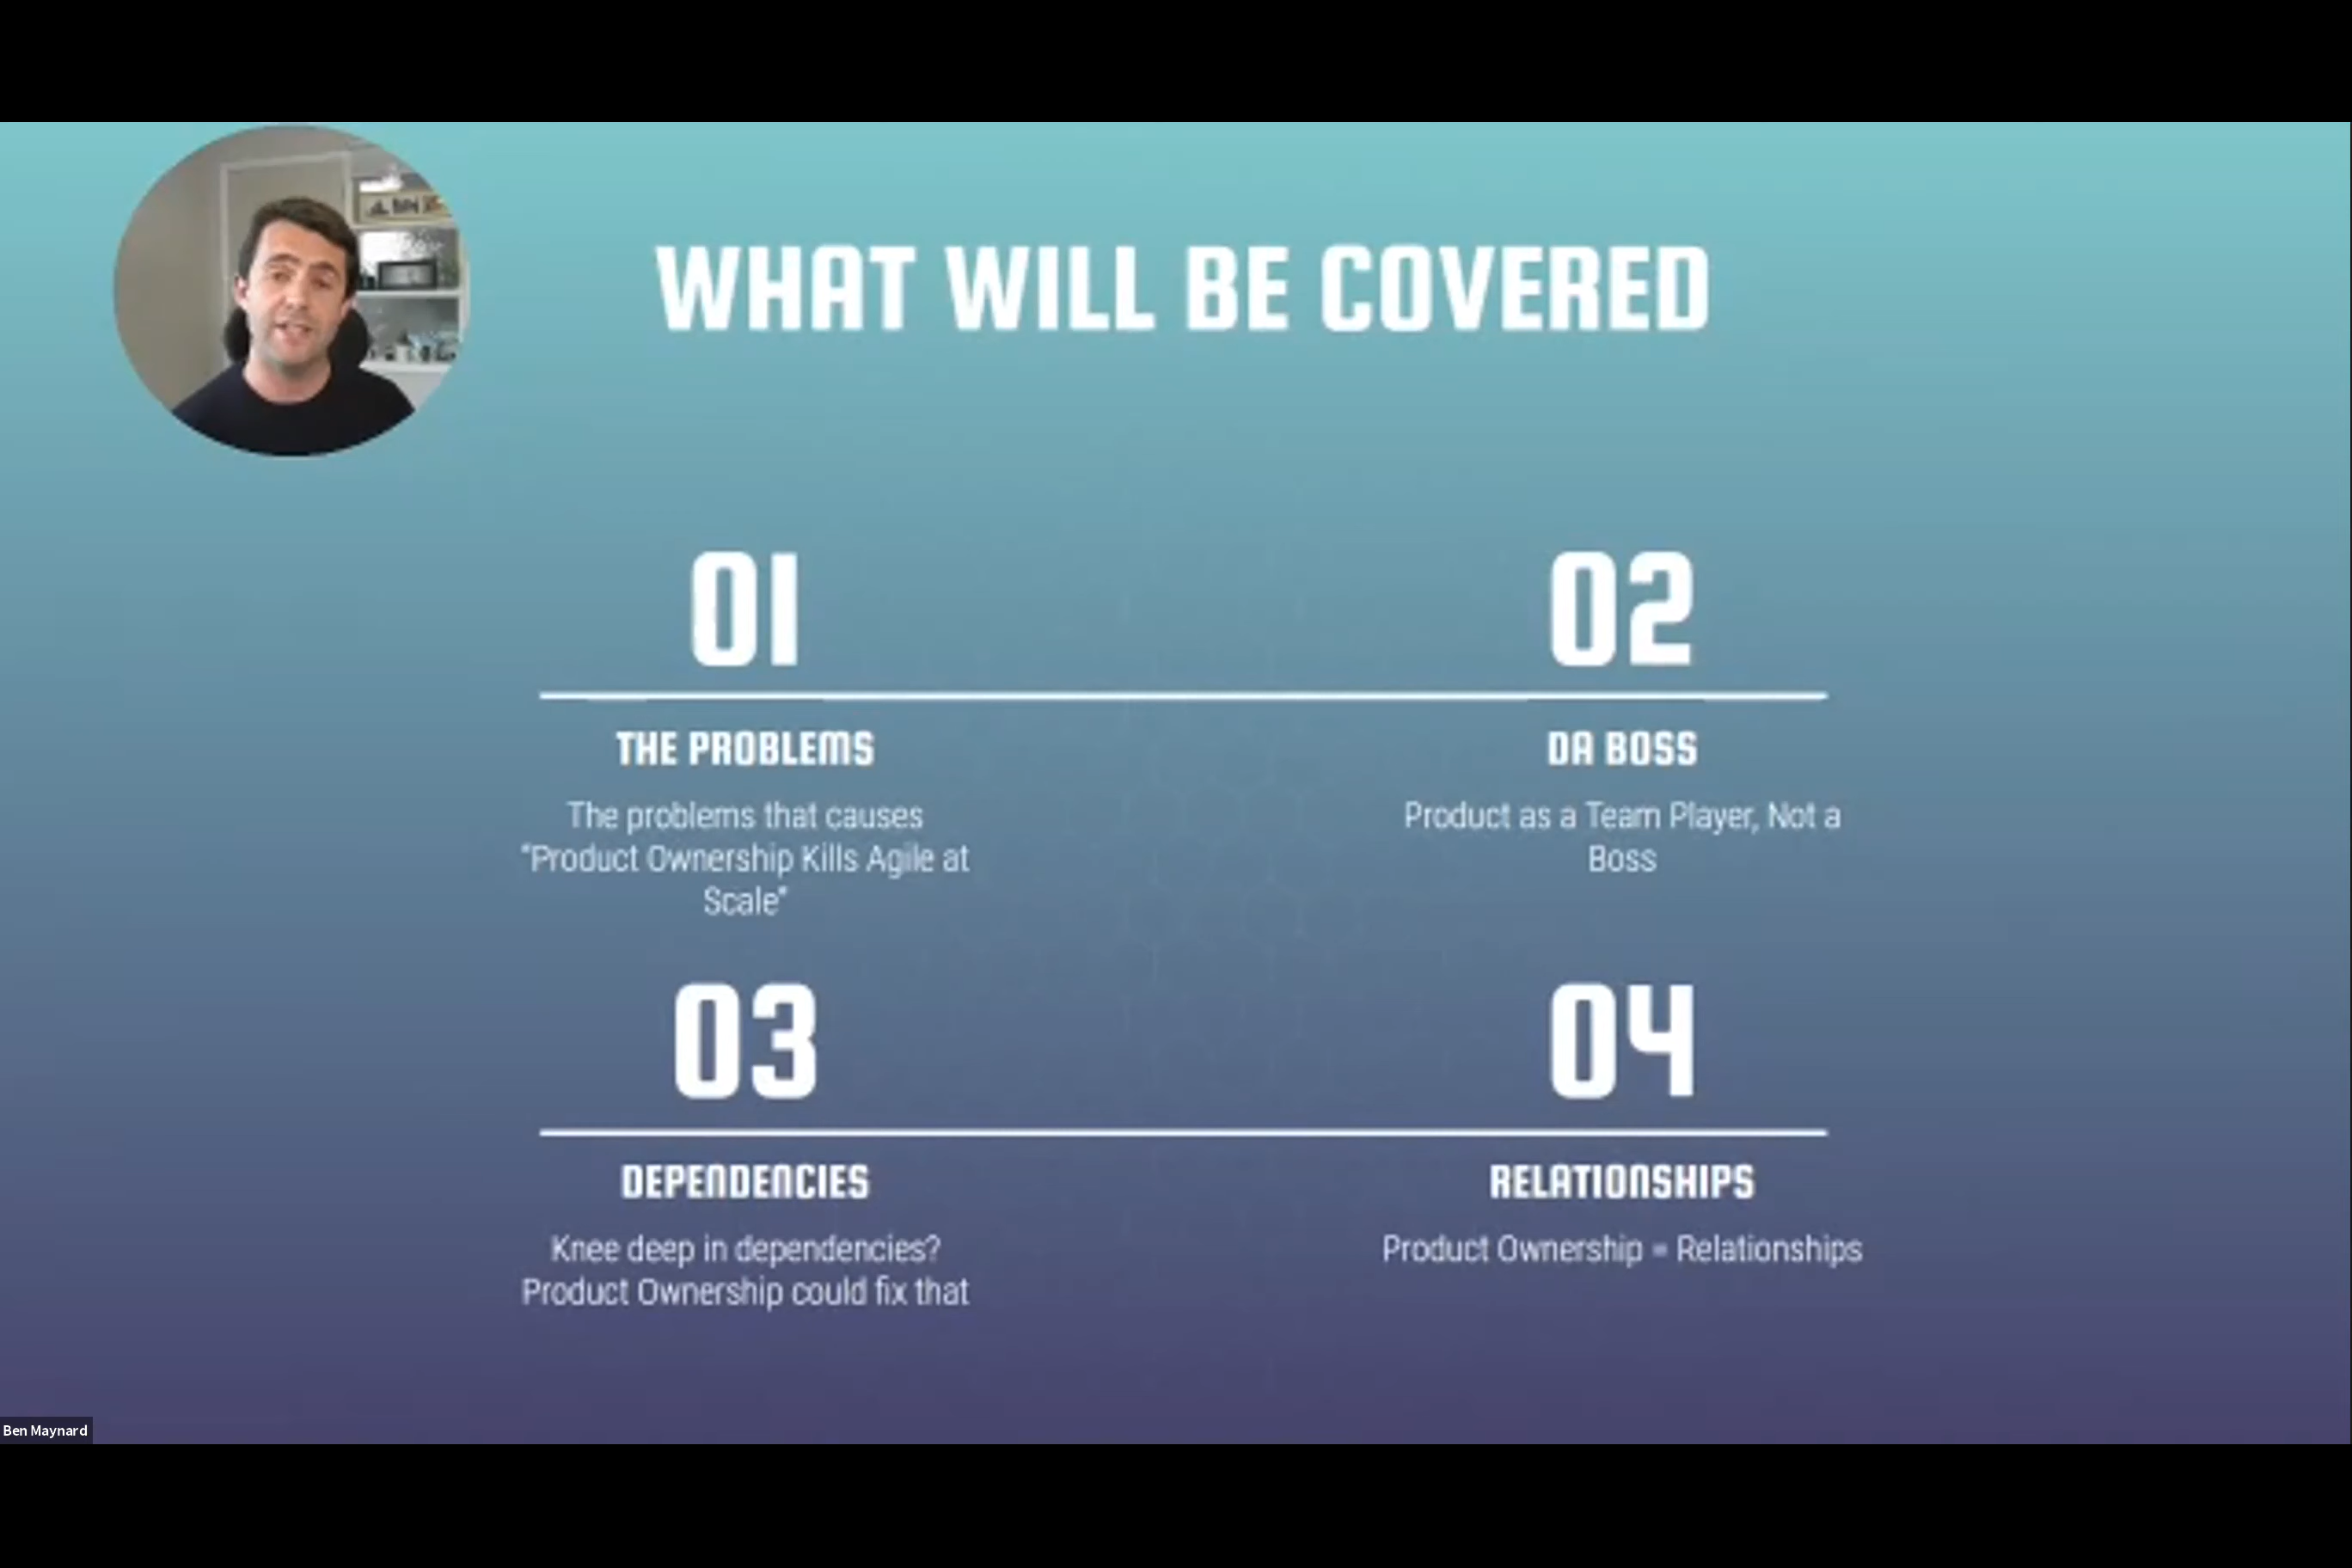 WHAT WILL BE COVERED
01
THE PROBLEMS
The problems that causes
"Product Ownership Kills Agile at
Scale"
02
DA BOSS
Product as a Team Player, Not a
Boss
03
DEPENDENCIES
Knee deep in dependencies?
Product Ownership could fix that
04
RELATIONSHIPS
Product Ownership = Relationships
Ben Maynard